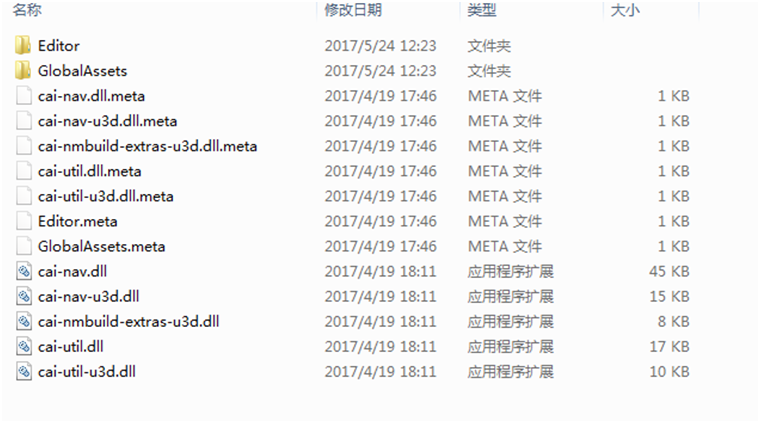 名称 修改日期 类型 大小
Editor 2017/5/24 12:23 文件夹
GlobalAssets 2017/5/24 12:23 文件夹
cai-nav.dll.meta 2017/4/19 17:46 META 文件 1 KB
cai-nav-u3d.dll.meta 2017/4/19 17:46 META 文件 1 KB
cai-nmbuild-extras-u3d.dll.meta 2017/4/19 17:46 META 文件 1 KB
cai-util.dll.meta 2017/4/19 17:46 META 文件 1 KB
cai-util-u3d.dll.meta 2017/4/19 17:46 META 文件 1 KB
Editor.meta 2017/4/19 17:46 META 文件 1 KB
GlobalAssets.meta 2017/4/19 17:46 META 文件 1 KB
cai-nav.dll 2017/4/19 18:11 应用程序扩展 45 KB
cai-nav-u3d.dll 2017/4/19 18:11 应用程序扩展 15 KB
cai-nmbuild-extras-u3d.dll 2017/4/19 18:11 应用程序扩展 8 KB
cai-util.dll 2017/4/19 18:11 应用程序扩展 17 KB
cai-util-u3d.dll 2017/4/19 18:11 应用程序扩展 10 KB